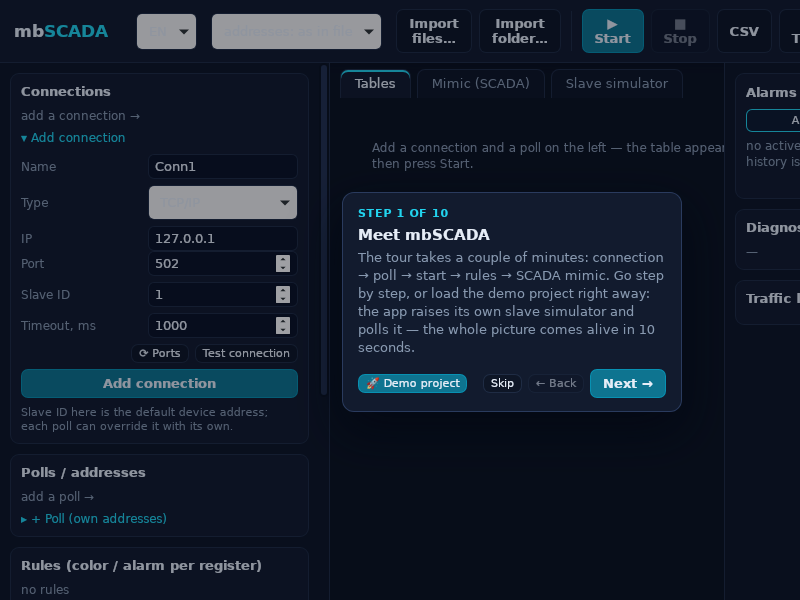 mbSCADA
EN
addresses: as in file
Import files…
Import folder…
▶ Start
■ Stop
CSV
Connections
add a connection →
▾ Add connection
Name
Conn1
Type
IP
127.0.0.1
Port
502
Slave ID
1
Timeout, ms
1000
⟳ Ports
Test connection
Add connection
Slave ID here is the default device address;
each poll can override it with its own.
Polls / addresses
add a poll →
▸ + Poll (own addresses)
Rules (color / alarm per register)
no rules
Tables
Mimic (SCADA)
Slave simulator
Add a connection and a poll on the left — the table appear
then press Start.
STEP 1 OF 10
Meet mbSCADA
The tour takes a couple of minutes: connection
→ poll → start → rules → SCADA mimic. Go step
by step, or load the demo project right away:
the app raises its own slave simulator and
polls it — the whole picture comes alive in 10
seconds.
🚀 Demo project
Skip
← Back
Next →
Alarms
A
no active
history is
Diagnos
—
Traffic